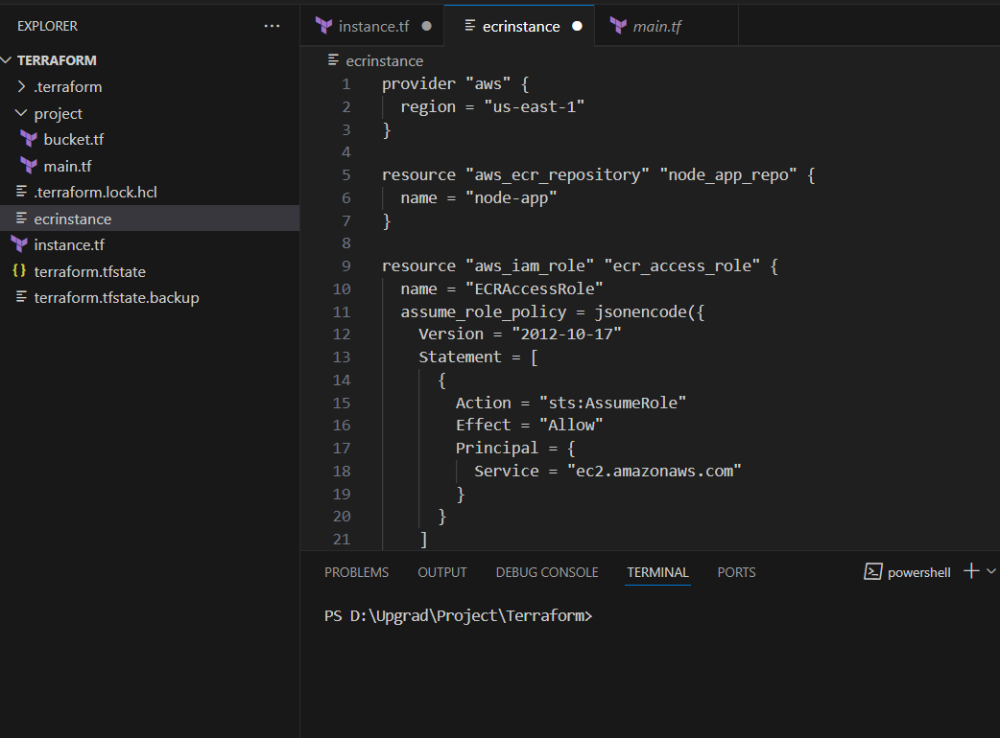 EXPLORER
TERRAFORM
.terraform
project
bucket.tf
main.tf
.terraform.lock.hcl
ecrinstance
instance.tf
terraform.tfstate
terraform.tfstate.backup
instance.tf ecrinstance main.tf
ecrinstance
1 provider "aws" {
2 region = "us-east-1"
3 }
4
5 resource "aws_ecr_repository" "node_app_repo" {
6 name = "node-app"
7 }
8
9 resource "aws_iam_role" "ecr_access_role" {
10 name = "ECRAccessRole"
11 assume_role_policy = jsonencode({
12 Version = "2012-10-17"
13 Statement = [
14 {
15 Action = "sts:AssumeRole"
16 Effect = "Allow"
17 Principal = {
18 Service = "ec2.amazonaws.com"
19 }
20 }
21 ]
PROBLEMS OUTPUT DEBUG CONSOLE TERMINAL PORTS powershell
PS D:\Upgrad\Project\Terraform>